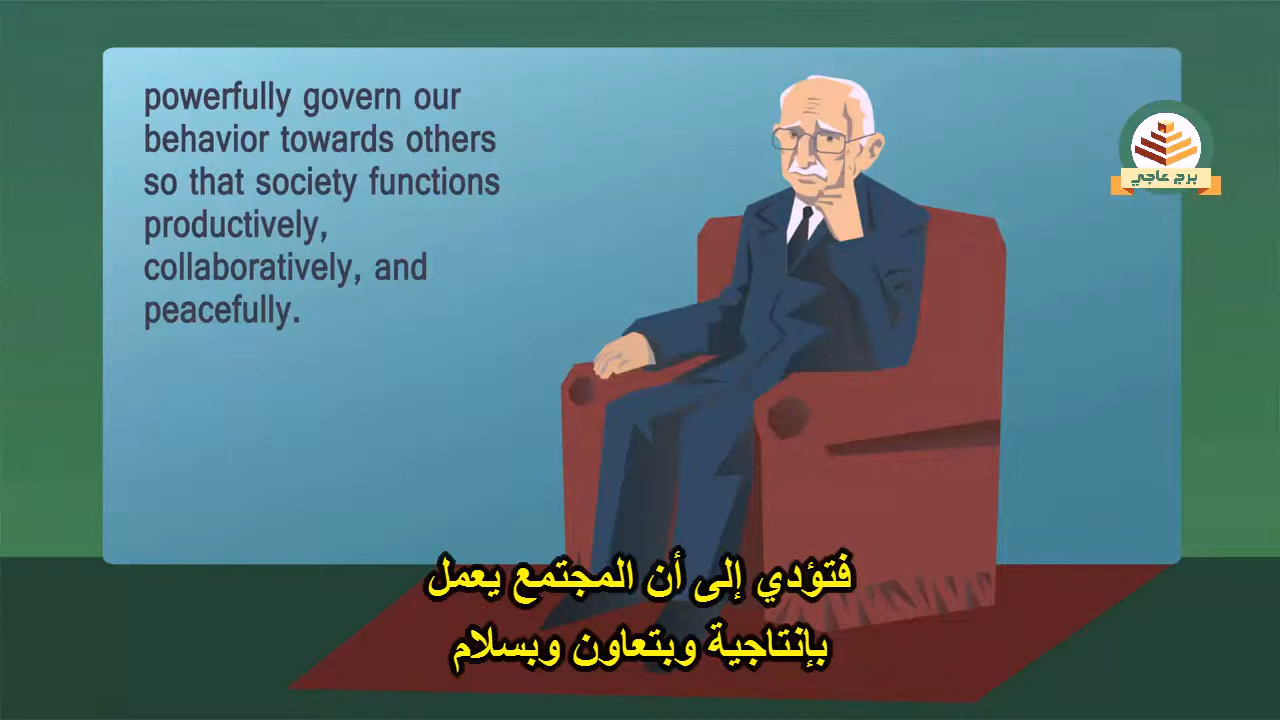 powerfully govern our
behavior towards others
so that society functions
productively,
collaboratively, and
peacefully.
برج عاجي
فتؤدي إلى أن المجتمع يعمل
بإنتاجية وبتعاون وبسلام